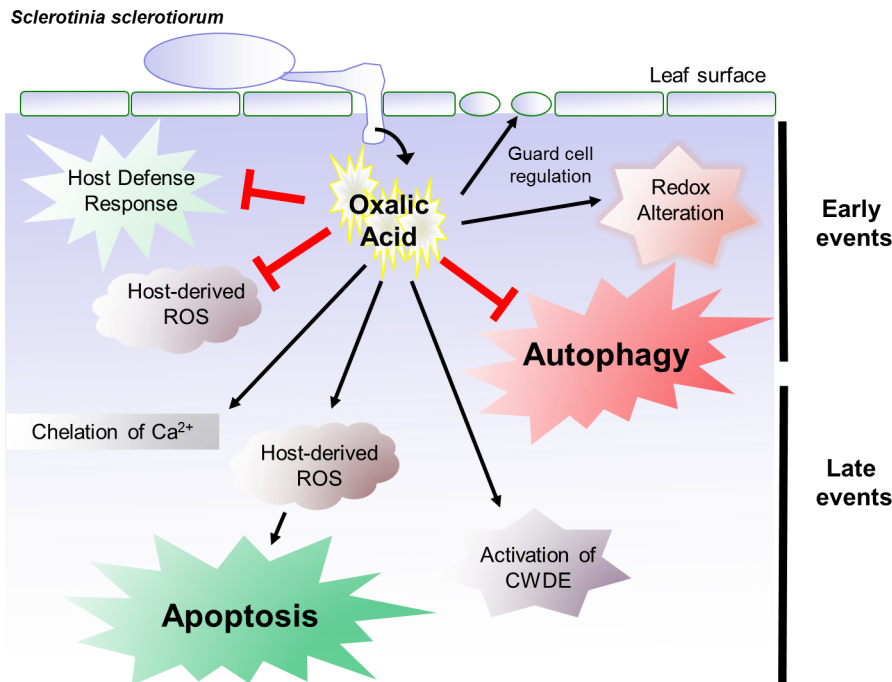 Sclerotinia sclerotiorum
Leaf surface
Guard cell
regulation
Host Defense
Response
Oxalic
Acid
Redox
Alteration
Early
events
Host-derived
ROS
Autophagy
Chelation of Ca²⁺
Host-derived
ROS
Late
events
Activation of
CWDE
Apoptosis